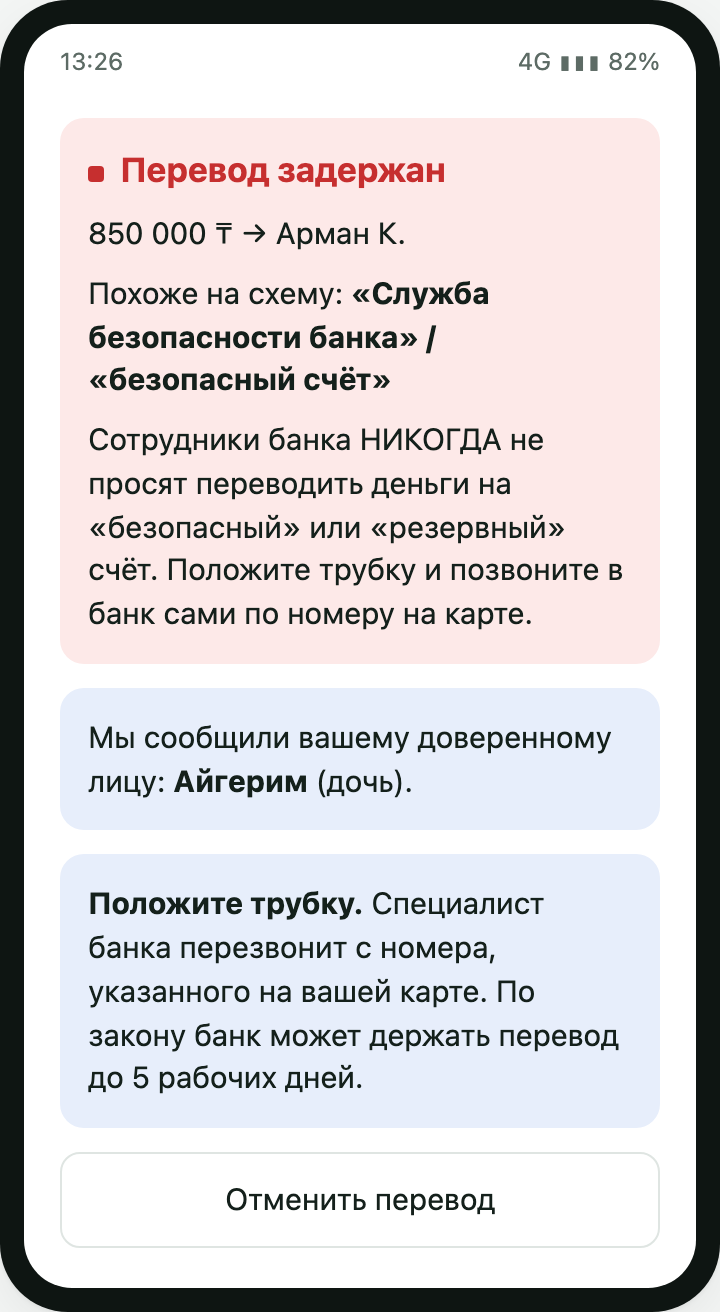 13:26
4G ▮▮▮ 82%
Перевод задержан
850 000 ₸ → Арман К.
Похоже на схему: «Служба
безопасности банка» /
«безопасный счёт»
Сотрудники банка НИКОГДА не
просят переводить деньги на
«безопасный» или «резервный»
счёт. Положите трубку и позвоните в
банк сами по номеру на карте.
Мы сообщили вашему доверенному
лицу: Айгерим (дочь).
Положите трубку. Специалист
банка перезвонит с номера,
указанного на вашей карте. По
закону банк может держать перевод
до 5 рабочих дней.
Отменить перевод